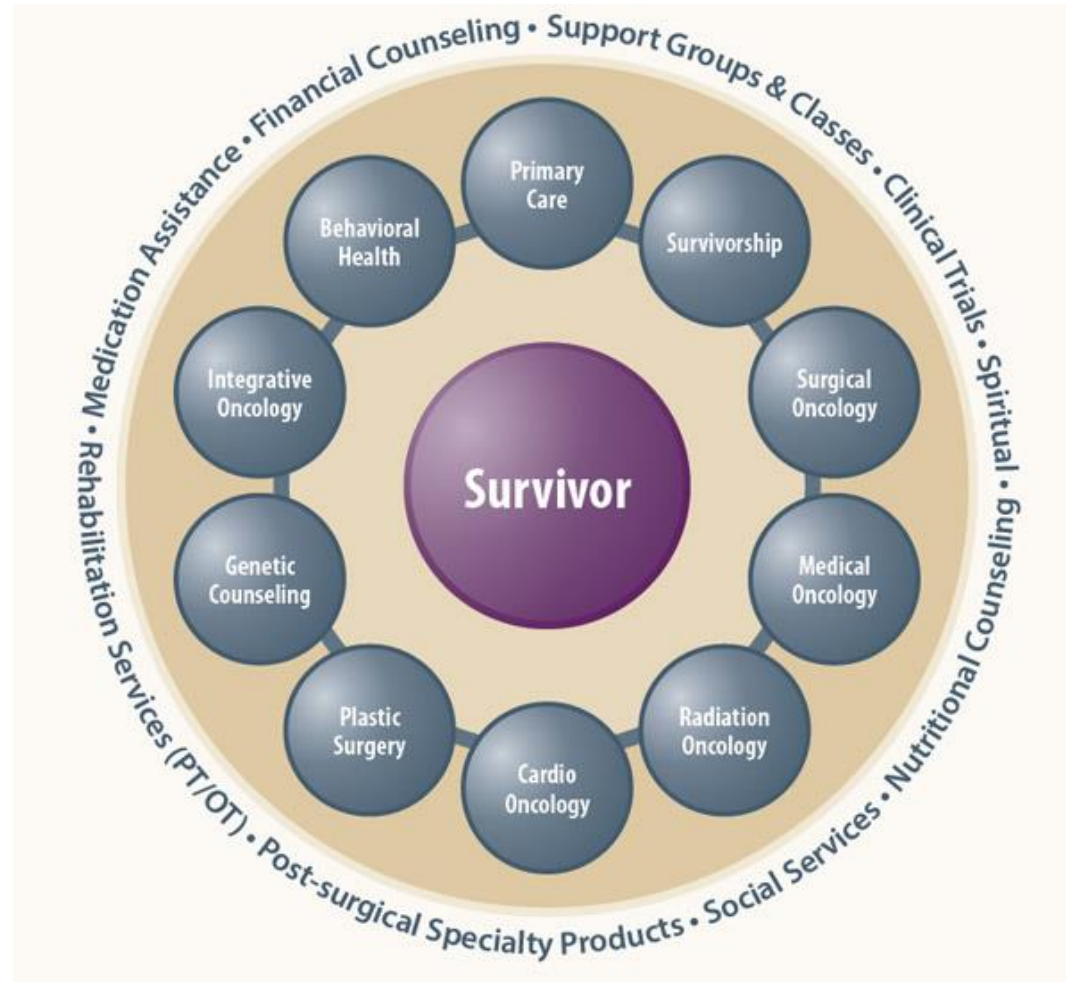 Financial Counseling • Support Groups & Classes • Clinical Trials • Spiritual • Nutritional Counseling • Social Services • Post-surgical Specialty Products • Rehabilitation Services (PT/OT) • Medication Assistance •
Primary
Care
Survivorship
Surgical
Oncology
Medical
Oncology
Radiation
Oncology
Cardio
Oncology
Plastic
Surgery
Genetic
Counseling
Integrative
Oncology
Behavioral
Health
Survivor